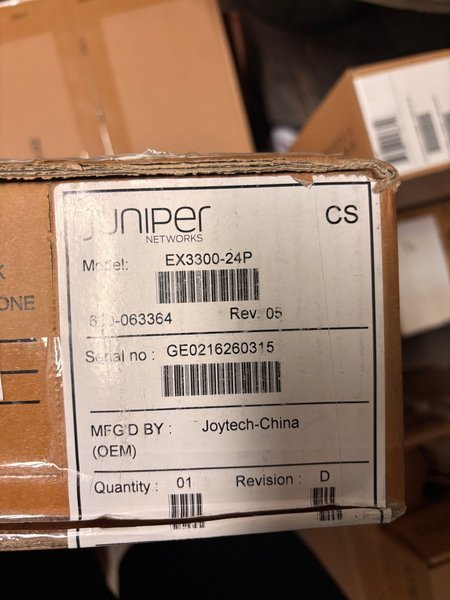 JUNIPER
NETWORKS
CS
Model: EX3300-24P
-063364 Rev. 05
Serial no : GE0216260315
MFG'D BY : Joytech-China
(OEM)
Quantity : 01 Revision : D
ONE